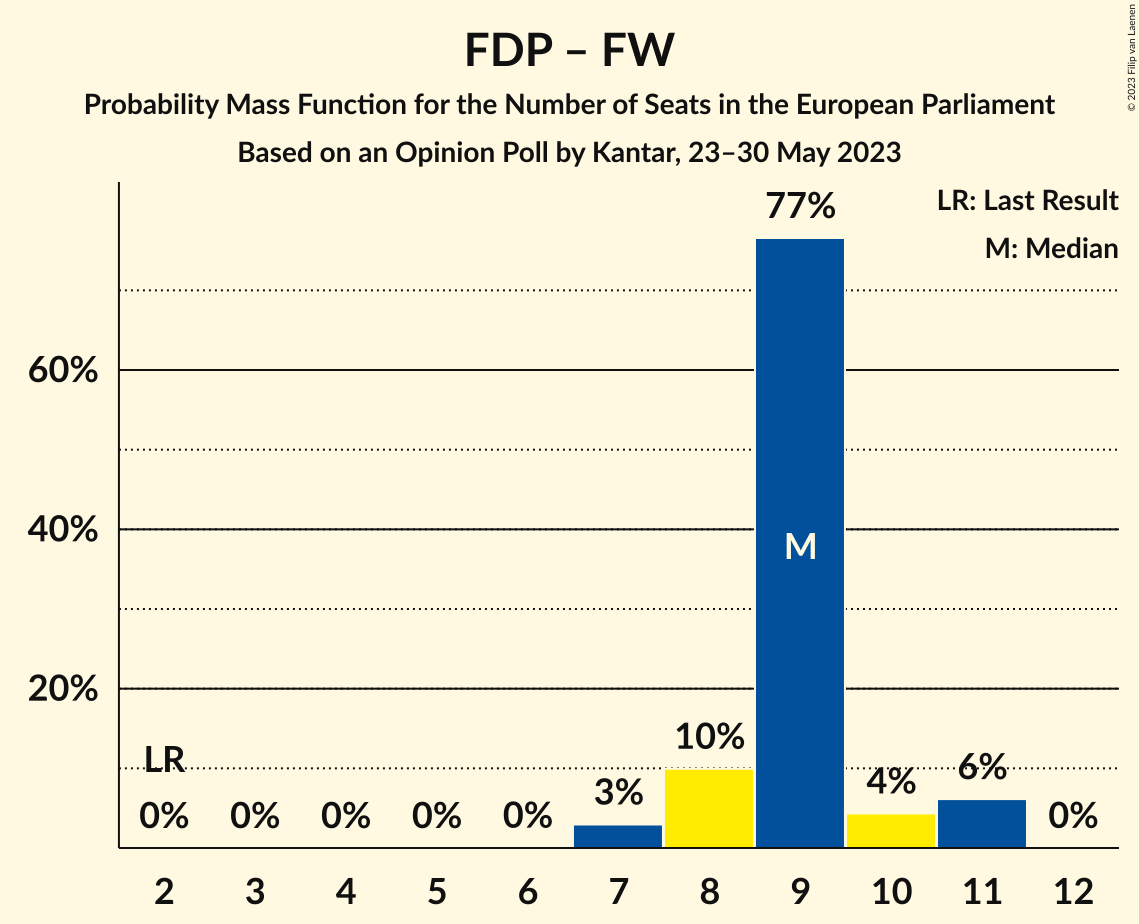 FDP – FW
Probability Mass Function for the Number of Seats in the European Parliament
Based on an Opinion Poll by Kantar, 23–30 May 2023
© 2023 Filip van Laenen
LR: Last Result
M: Median
77%
60%
40%
M
20%
10%
LR
6%
4%
3%
0% 0% 0% 0% 0% 0%
2 3 4 5 6 7 8 9 10 11 12